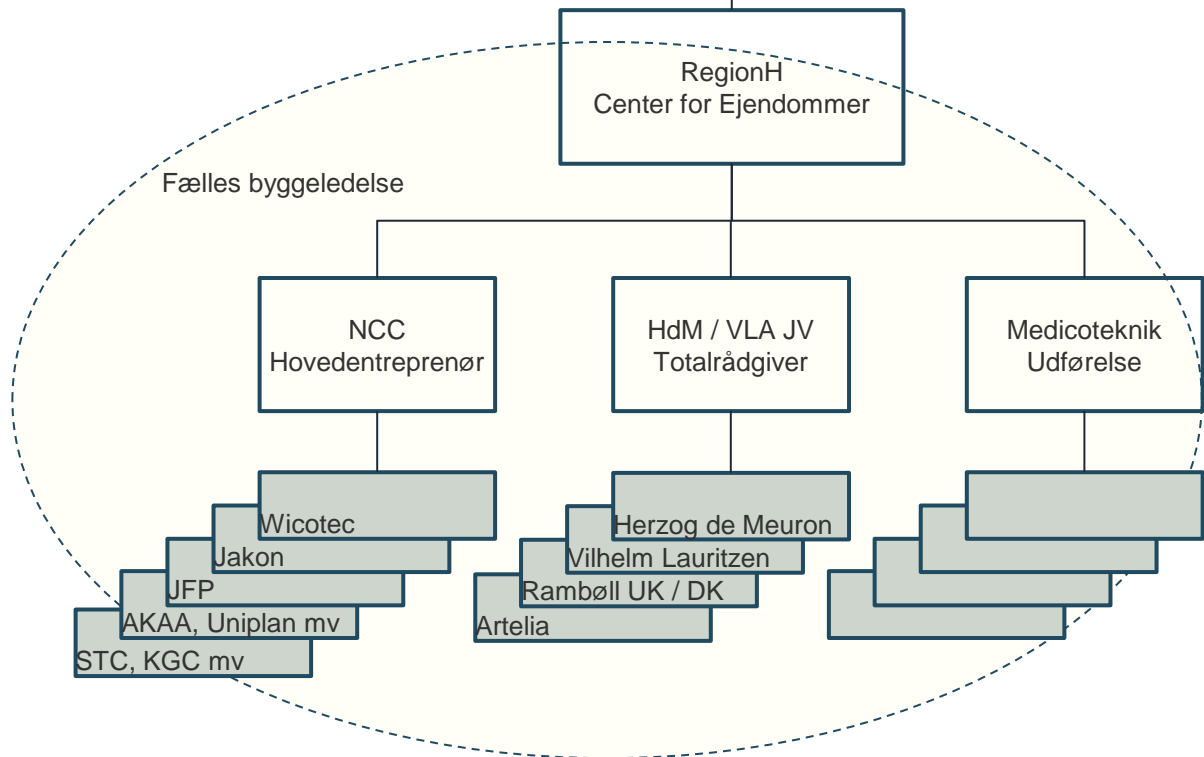 RegionH
Center for Ejendommer
Fælles byggeledelse
NCC
Hovedentreprenør
HdM / VLA JV
Totalrådgiver
Medicoteknik
Udførelse
Wicotec
Jakon
JFP
AKAA, Uniplan mv
STC, KGC mv
Herzog de Meuron
Vilhelm Lauritzen
Rambøll UK / DK
Artelia